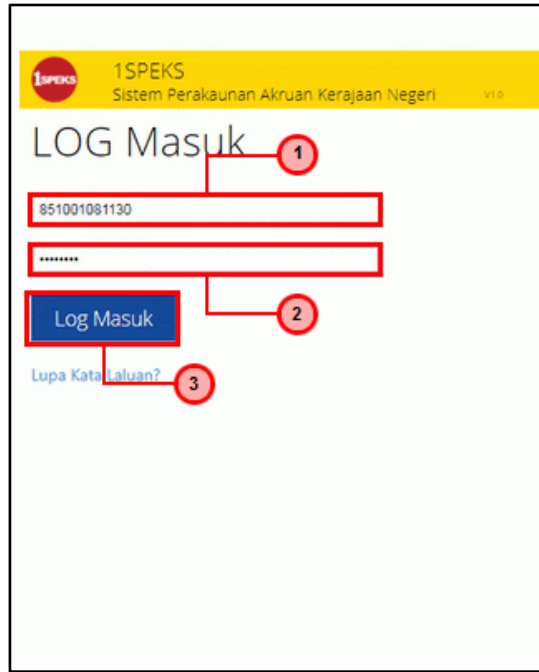 1SPEKS
1SPEKS
Sistem Perakaunan Akruan Kerajaan Negeri
V1.0
LOG Masuk
1
851001081130
••••••••
2
Log Masuk
Lupa Kata Laluan?
3